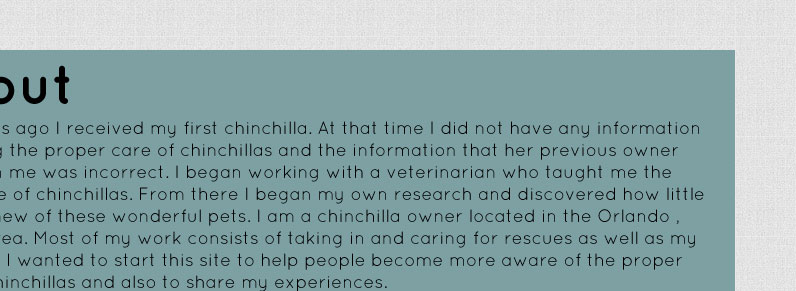 out
s ago I received my first chinchilla. At that time I did not have any information
g the proper care of chinchillas and the information that her previous owner
me was incorrect. I began working with a veterinarian who taught me the
e of chinchillas. From there I began my own research and discovered how little
new of these wonderful pets. I am a chinchilla owner located in the Orlando ,
rea. Most of my work consists of taking in and caring for rescues as well as my
I wanted to start this site to help people become more aware of the proper
hinchillas and also to share my experiences.